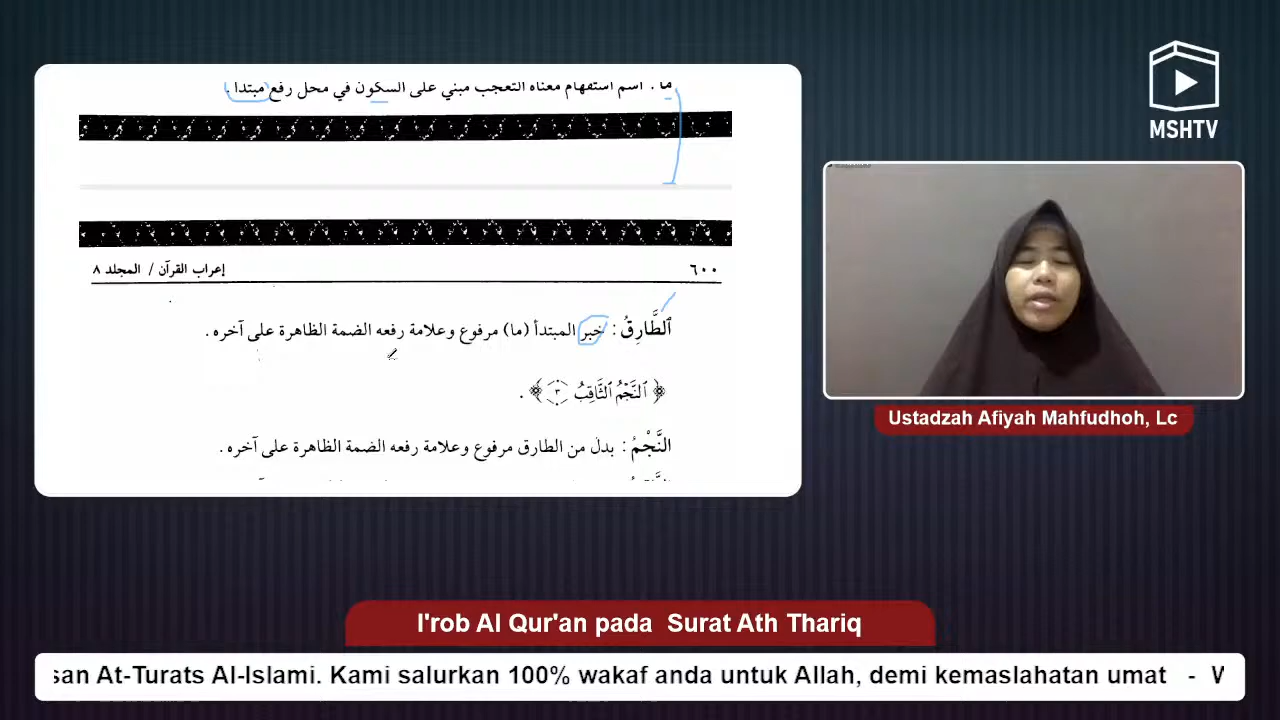 ما . اسم استفهام معناه التعجب مبني على السكون في محل رفع مبتدا .
إعراب القرآن / المجلد ٨
٦٠٠
ٱلطَّارِقُ : خبر المبتدأ (ما) مرفوع وعلامة رفعه الضمة الظاهرة على آخره .
﴿ ٱلنَّجْمُ ٱلثَّاقِبُ ٣ ﴾ .
النَّجْمُ : بدل من الطارق مرفوع وعلامة رفعه الضمة الظاهرة على آخره .
MSHTV
Ustadzah Afiyah Mahfudhoh, Lc
I'rob Al Qur'an pada Surat Ath Thariq
san At-Turats Al-Islami. Kami salurkan 100% wakaf anda untuk Allah, demi kemaslahatan umat - V